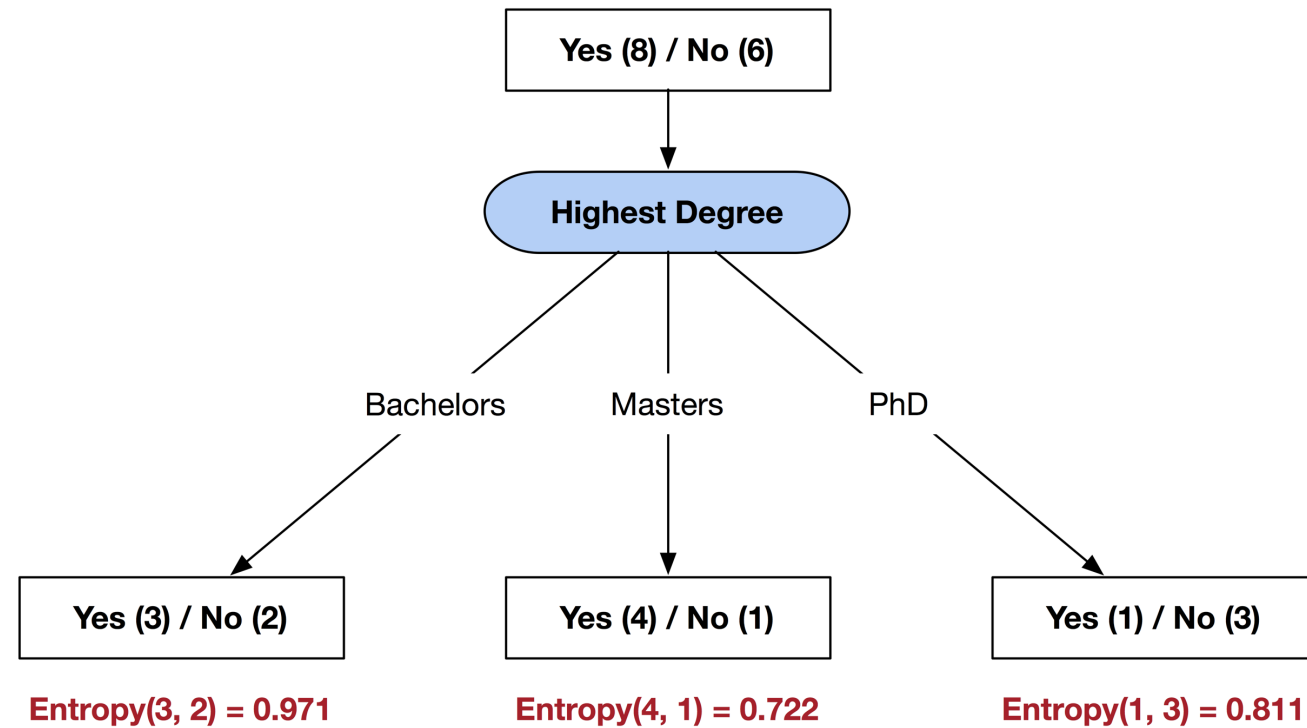 Yes (8) / No (6)
Highest Degree
Bachelors
Masters
PhD
Yes (3) / No (2)
Yes (4) / No (1)
Yes (1) / No (3)
Entropy(3, 2) = 0.971
Entropy(4, 1) = 0.722
Entropy(1, 3) = 0.811